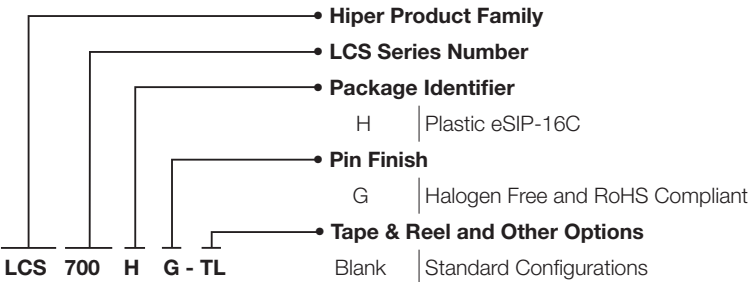 Hiper Product Family
LCS Series Number
Package Identifier
H Plastic eSIP-16C
Pin Finish
G Halogen Free and RoHS Compliant
Tape & Reel and Other Options
LCS 700 H G - TL Blank Standard Configurations